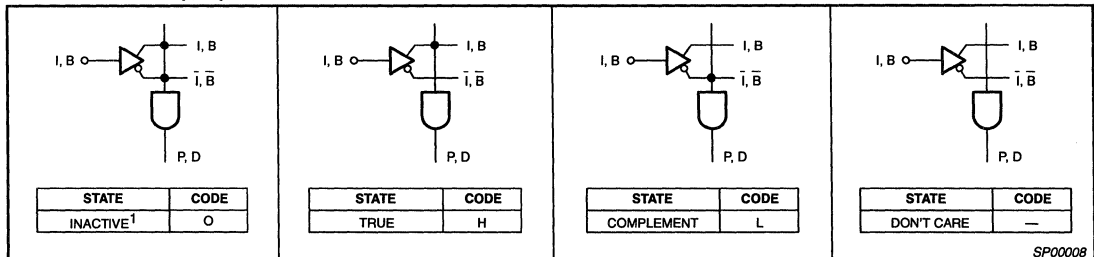 I, B
I, B
I̅, B̅
P, D
STATE CODE
INACTIVE1 O
I, B
I, B
I̅, B̅
P, D
STATE CODE
TRUE H
I, B
I, B
I̅, B̅
P, D
STATE CODE
COMPLEMENT L
I, B
I, B
I̅, B̅
P, D
STATE CODE
DON'T CARE —
SP00008